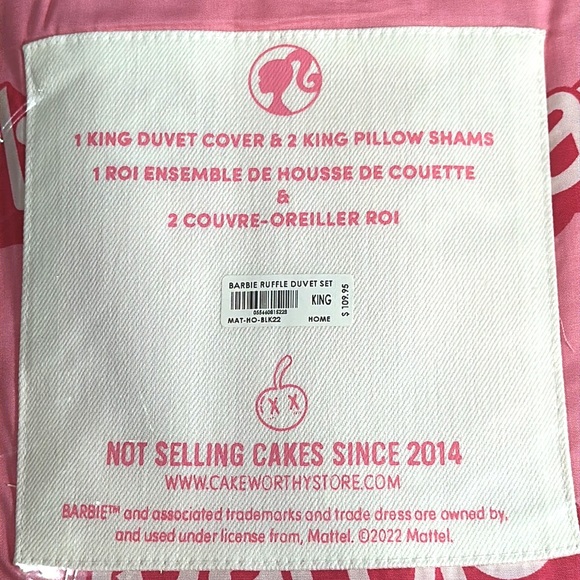 1 KING DUVET COVER & 2 KING PILLOW SHAMS
1 ROI ENSEMBLE DE HOUSSE DE COUETTE
&
2 COUVRE-OREILLER ROI
BARBIE RUFFLE DUVET SET
KING
$ 109.95
MAT-HO-BLK22 HOME
NOT SELLING CAKES SINCE 2014
WWW.CAKEWORTHYSTORE.COM
BARBIE™ and associated trademarks and trade dress are owned by,
and used under license from, Mattel. ©2022 Mattel.